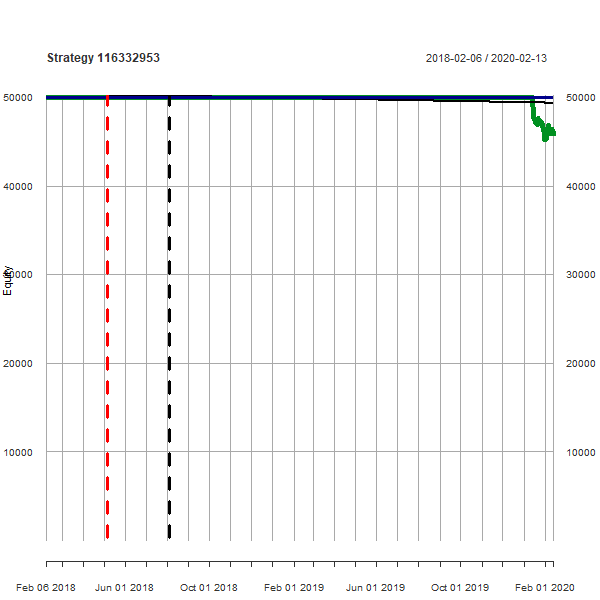 Strategy 116332953
2018-02-06 / 2020-02-13
50000
50000
40000
40000
Equity
30000
30000
20000
20000
10000
10000
Feb 06 2018
Jun 01 2018
Oct 01 2018
Feb 01 2019
Jun 01 2019
Oct 01 2019
Feb 01 2020